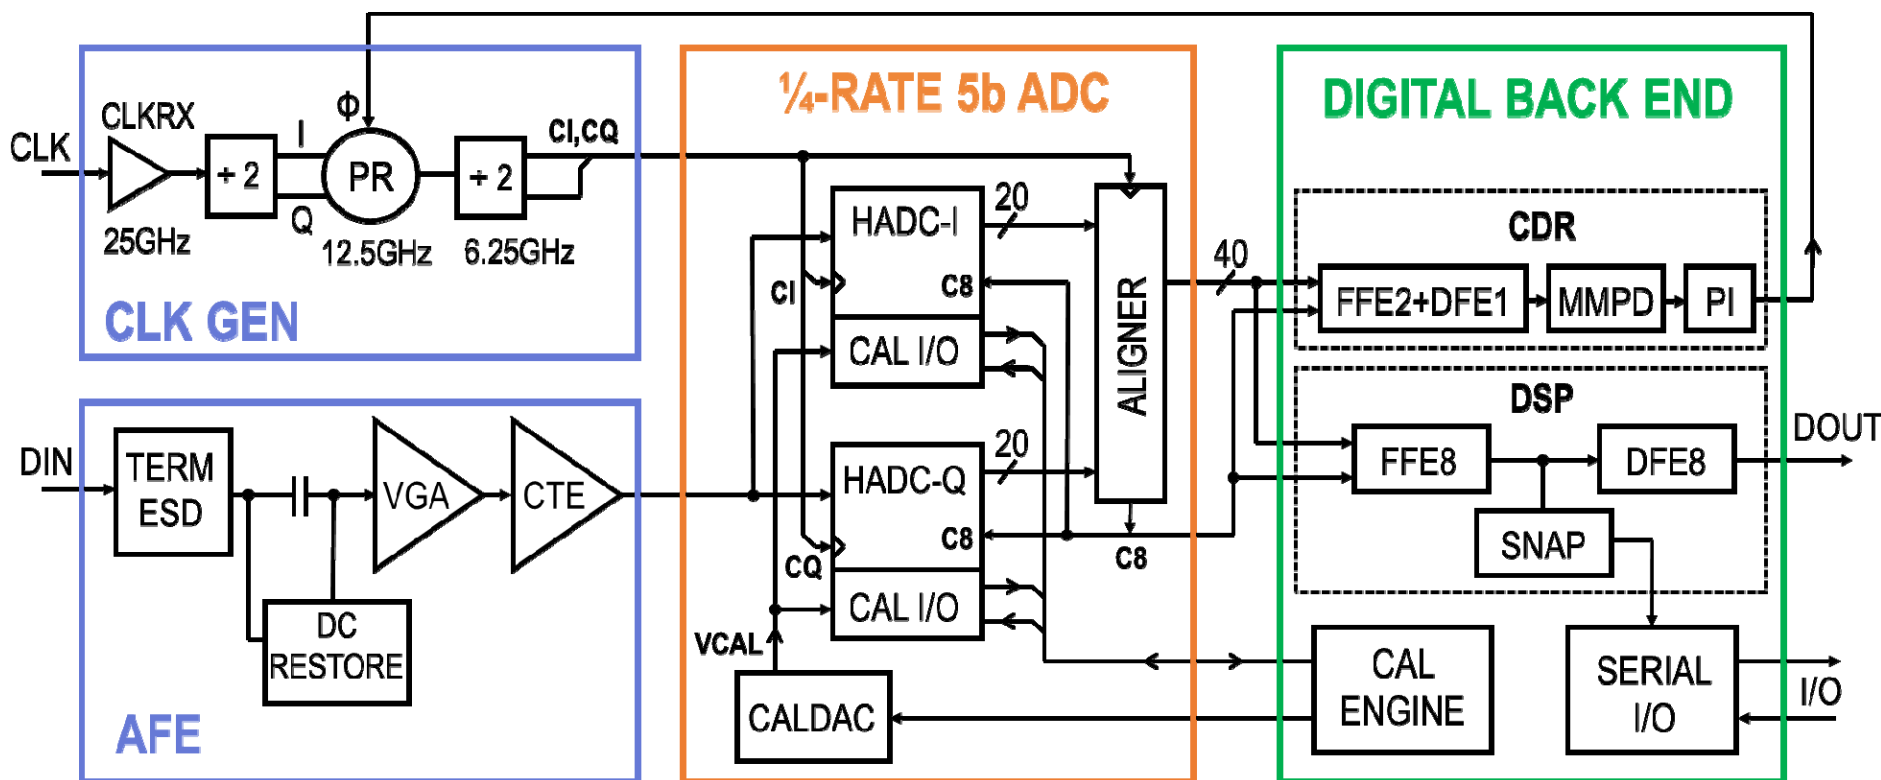 CLK
CLKRX
25GHz
÷ 2
I
Q
Φ
PR
12.5GHz
÷ 2
6.25GHz
CI,CQ
CLK GEN
DIN
TERM
ESD
VGA
CTE
DC
RESTORE
AFE
¼-RATE 5b ADC
HADC-I
CI
C8
CAL I/O
20
HADC-Q
CQ
C8
CAL I/O
20
ALIGNER
C8
VCAL
CALDAC
40
DIGITAL BACK END
CDR
FFE2+DFE1
MMPD
PI
DSP
FFE8
DFE8
SNAP
DOUT
CAL
ENGINE
SERIAL
I/O
I/O